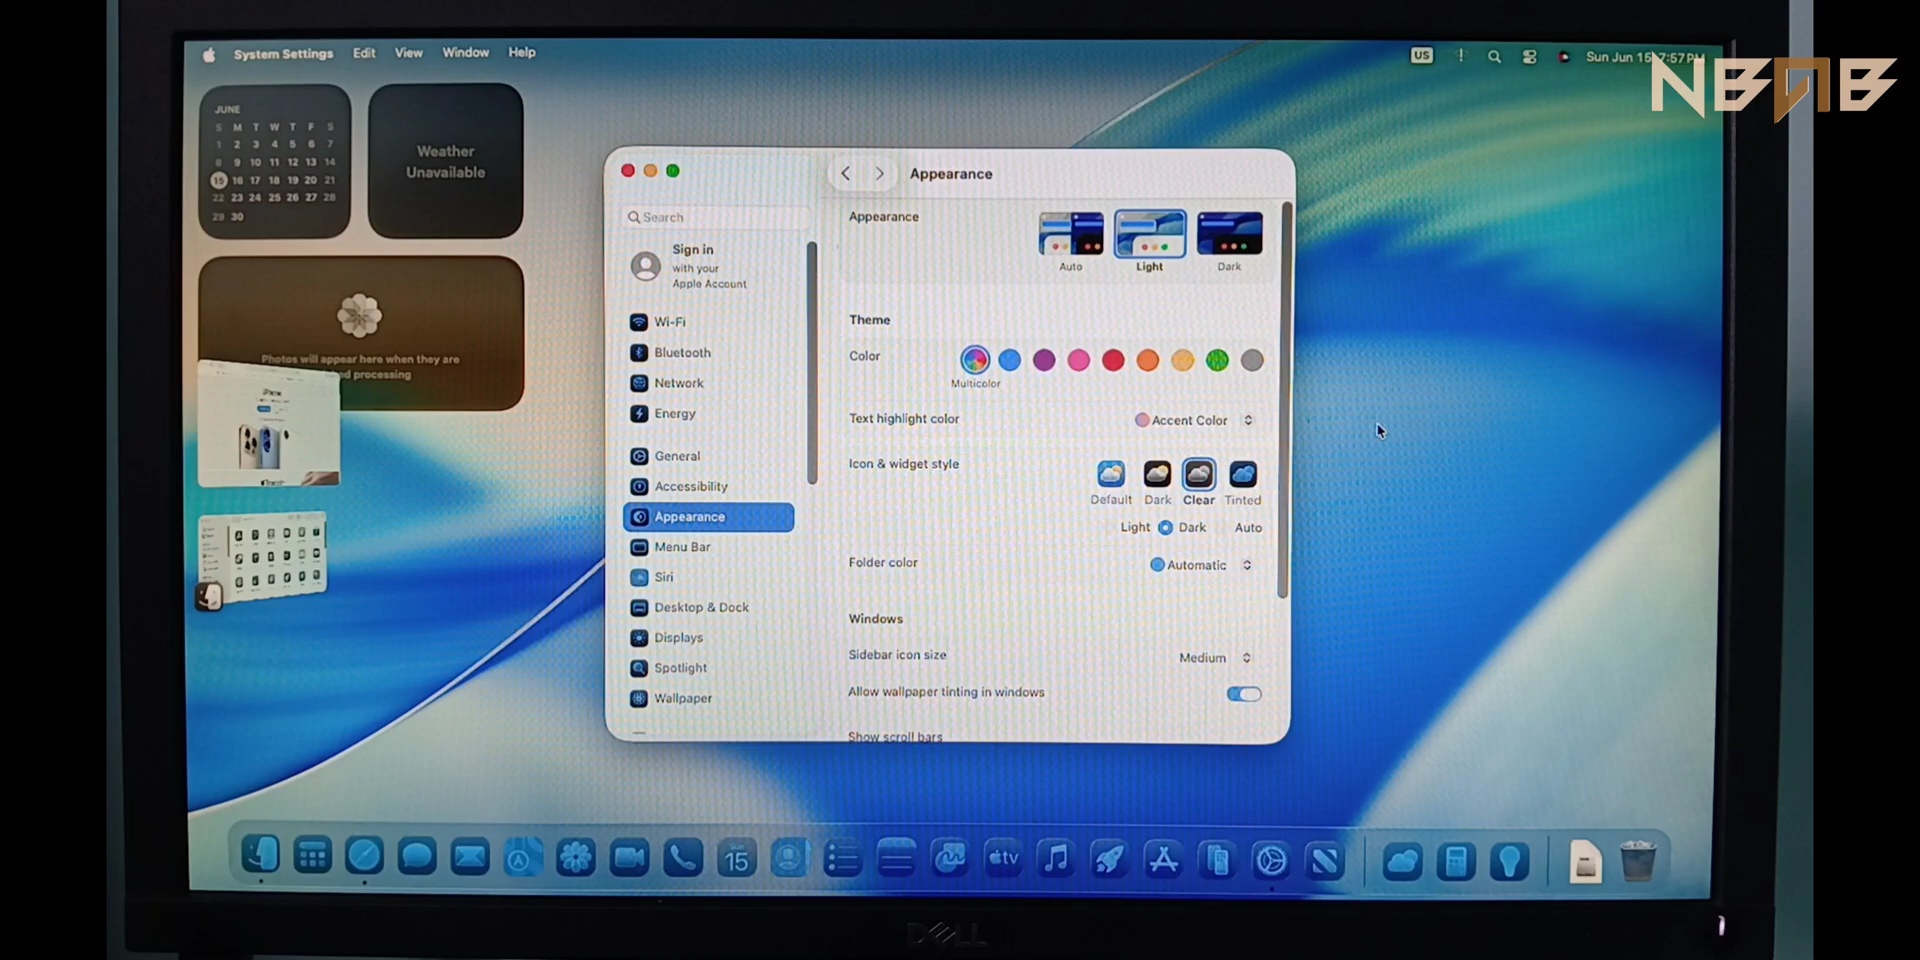 System Settings Edit View Window Help
US
Sun Jun 15 7:57 PM
NBNB
JUNE
S M T W T F S
1 2 3 4 5 6 7
8 9 10 11 12 13 14
15 16 17 18 19 20 21
22 23 24 25 26 27 28
29 30
Weather
Unavailable
Photos will appear here when they are
processing
iPhone
Search
Sign in
with your
Apple Account
Wi-Fi
Bluetooth
Network
Energy
General
Accessibility
Appearance
Menu Bar
Siri
Desktop & Dock
Displays
Spotlight
Wallpaper
Appearance
Appearance
Auto Light Dark
Theme
Color
Multicolor
Text highlight color
Accent Color
Icon & widget style
Default Dark Clear Tinted
Light Dark Auto
Folder color
Automatic
Windows
Sidebar icon size
Medium
Allow wallpaper tinting in windows
Show scroll bars
15
tv
DELL